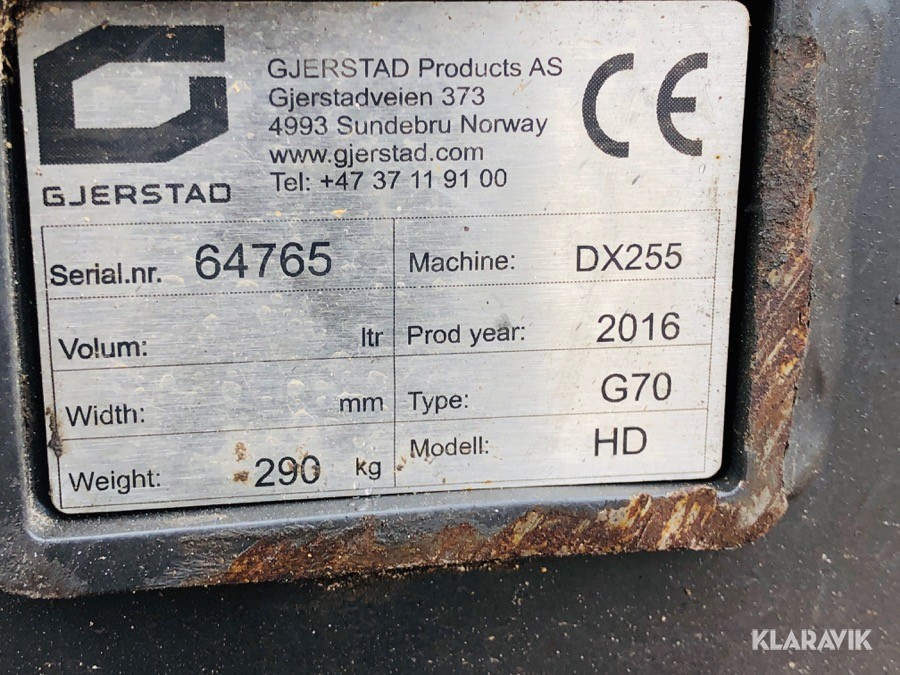 GJERSTAD Products AS
Gjerstadveien 373
4993 Sundebru Norway
www.gjerstad.com
Tel: +47 37 11 91 00
GJERSTAD
CE
Serial.nr. 64765 Machine: DX255
Volum: ltr Prod year: 2016
Width: mm Type: G70
Weight: 290 kg Modell: HD
KLARAVIK